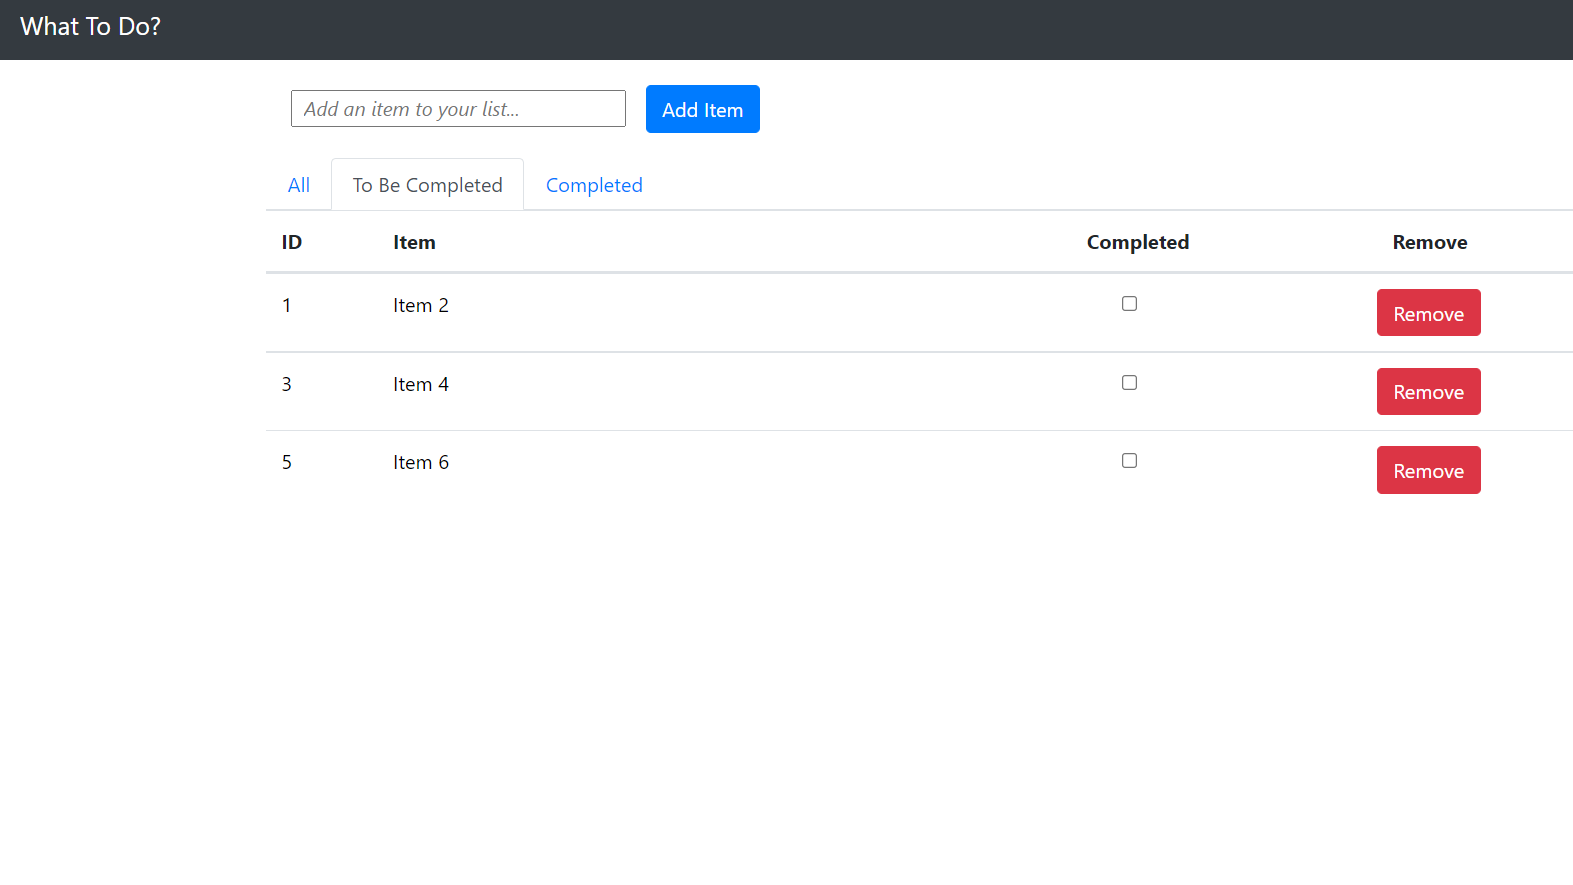 What To Do?
Add an item to your list... Add Item
All To Be Completed Completed
ID Item Completed Remove
1 Item 2 Remove
3 Item 4 Remove
5 Item 6 Remove